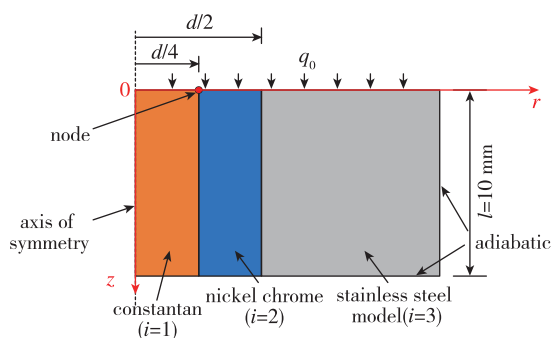 d/2
d/4
q0
0
r
node
l=10 mm
axis of
symmetry
adiabatic
z
constantan
(i=1)
nickel chrome
(i=2)
stainless steel
model(i=3)